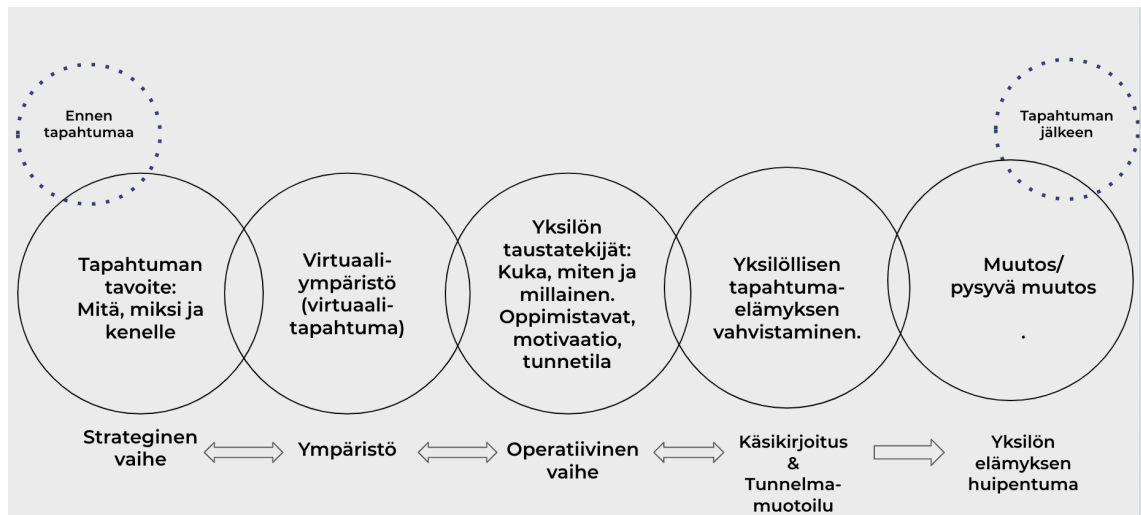 Ennen
tapahtumaa
Tapahtuman
jälkeen
Tapahtuman
tavoite:
Mitä, miksi ja
kenelle
Virtuaali-
ympäristö
(virtuaali-
tapahtuma)
Yksilön
taustatekijät:
Kuka, miten ja
millainen.
Oppimistavat,
motivaatio,
tunnetila
Yksilöllisen
tapahtuma-
elämyksen
vahvistaminen.
Muutos/
pysyvä muutos
.
Strateginen
vaihe
Ympäristö
Operatiivinen
vaihe
Käsikirjoitus
&
Tunnelma-
muotoilu
Yksilön
elämyksen
huipentuma